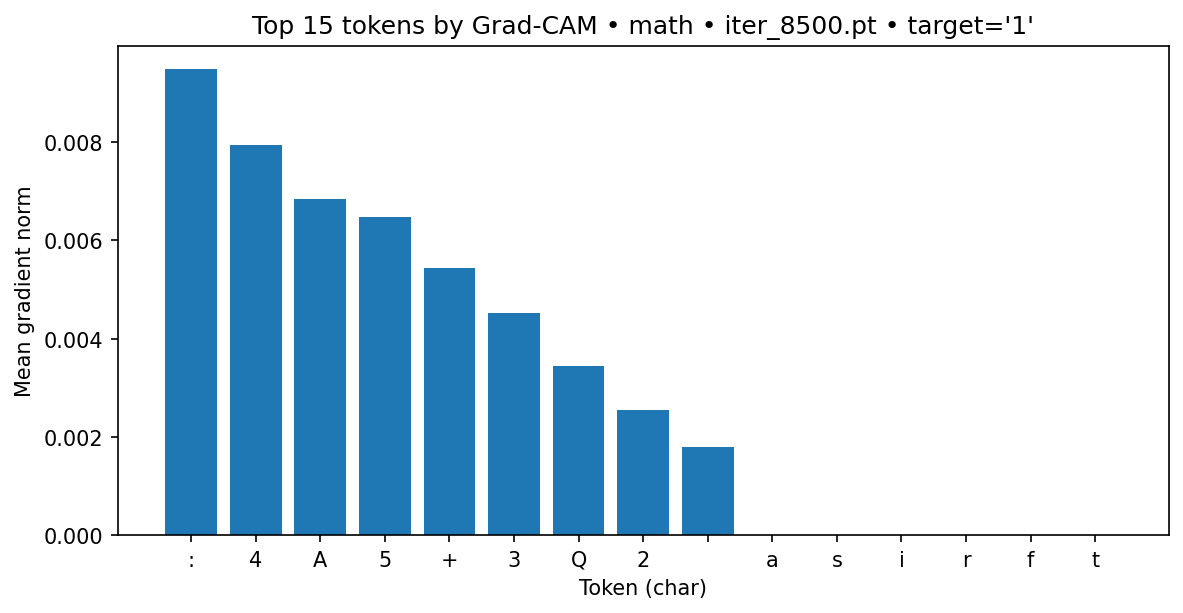 Top 15 tokens by Grad-CAM • math • iter_8500.pt • target='1'
Mean gradient norm
0.008
0.006
0.004
0.002
0.000
: 4 A 5 + 3 Q 2 a s i r f t
Token (char)